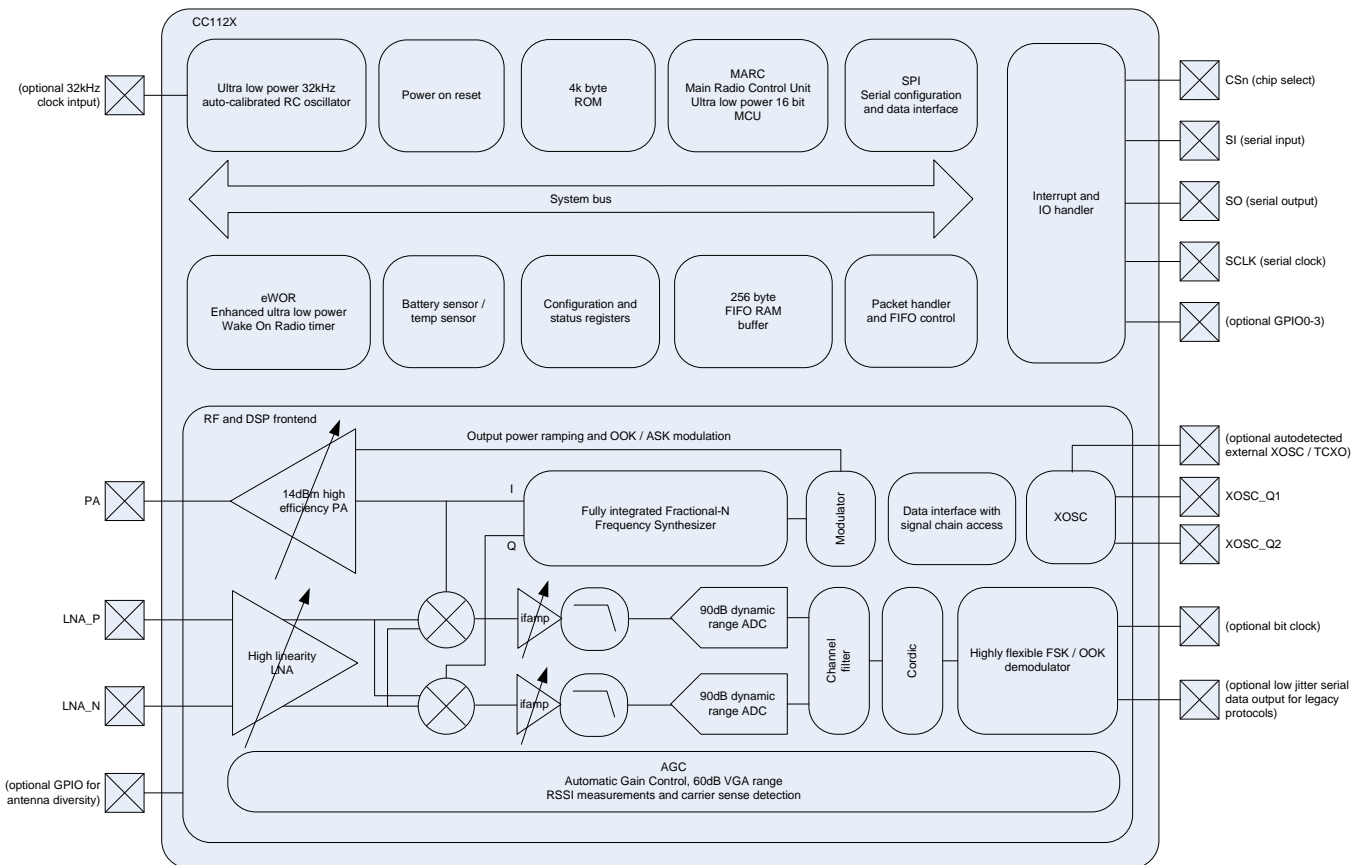 CC112X
(optional 32kHz
clock intput)
Ultra low power 32kHz
auto-calibrated RC oscillator
Power on reset
4k byte
ROM
MARC
Main Radio Control Unit
Ultra low power 16 bit
MCU
SPI
Serial configuration
and data interface
System bus
Interrupt and
IO handler
CSn (chip select)
SI (serial input)
SO (serial output)
SCLK (serial clock)
(optional GPIO0-3)
eWOR
Enhanced ultra low power
Wake On Radio timer
Battery sensor /
temp sensor
Configuration and
status registers
256 byte
FIFO RAM
buffer
Packet handler
and FIFO control
RF and DSP frontend
Output power ramping and OOK / ASK modulation
PA
14dBm high
efficiency PA
I
Q
Fully integrated Fractional-N
Frequency Synthesizer
Modulator
Data interface with
signal chain access
XOSC
(optional autodetected
external XOSC / TCXO)
XOSC_Q1
XOSC_Q2
LNA_P
LNA_N
High linearity
LNA
ifamp
90dB dynamic
range ADC
ifamp
90dB dynamic
range ADC
Channel
filter
Cordic
Highly flexible FSK / OOK
demodulator
(optional bit clock)
(optional low jitter serial
data output for legacy
protocols)
(optional GPIO for
antenna diversity)
AGC
Automatic Gain Control, 60dB VGA range
RSSI measurements and carrier sense detection